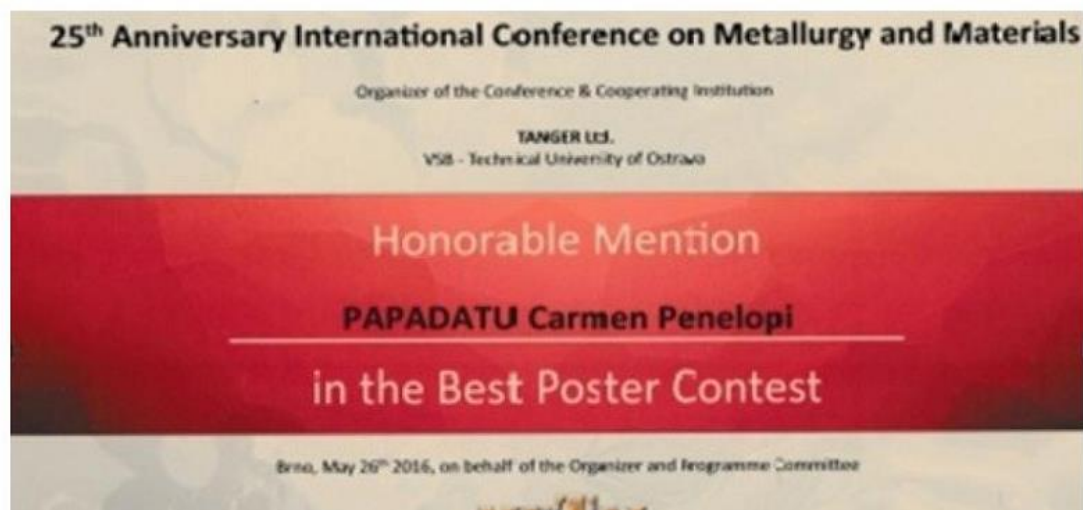 25th Anniversary International Conference on Metallurgy and Materials
Organizer of the Conference & Cooperating Institution
TANGER Ltd.
VSB - Technical University of Ostrava
Honorable Mention
PAPADATU Carmen Penelopi
in the Best Poster Contest
Brno, May 26th 2016, on behalf of the Organizer and Programme Committee